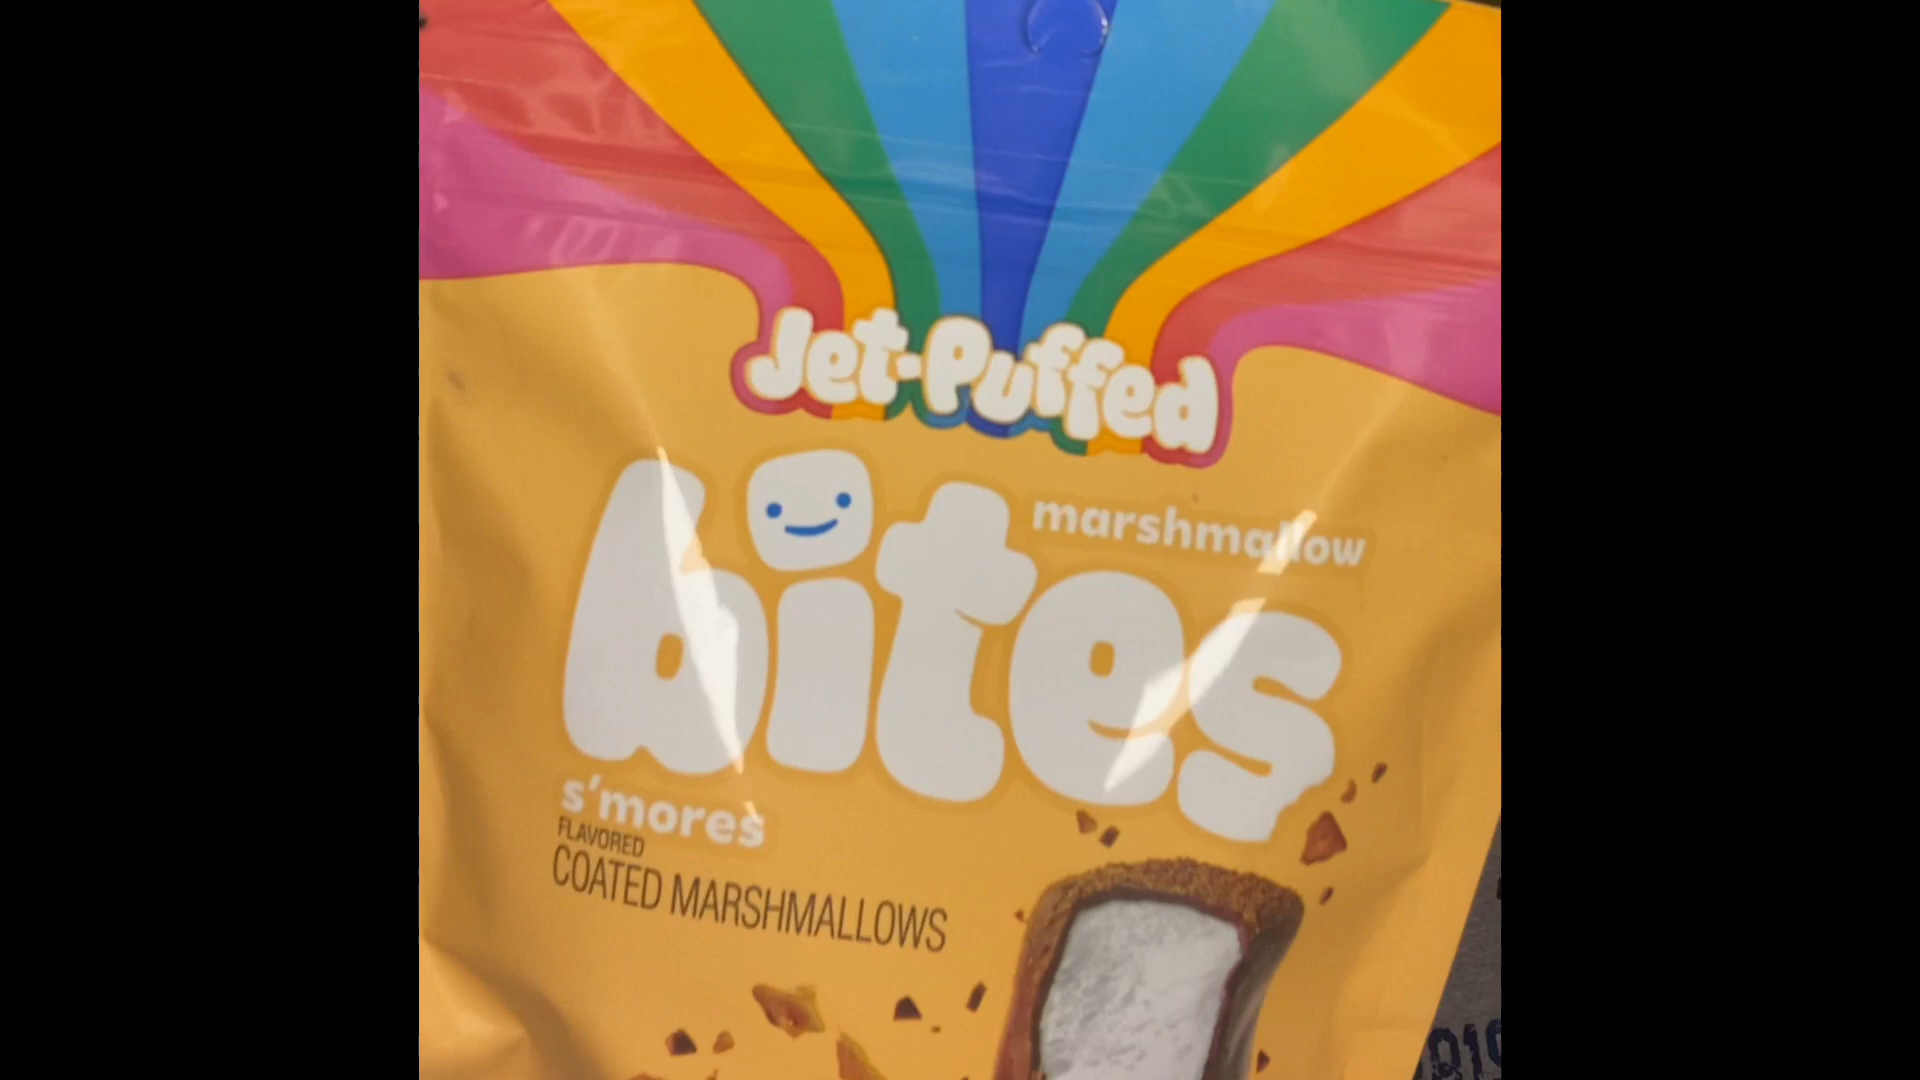 Jet-Puffed
marshmallow
bites
s'mores
FLAVORED
COATED MARSHMALLOWS